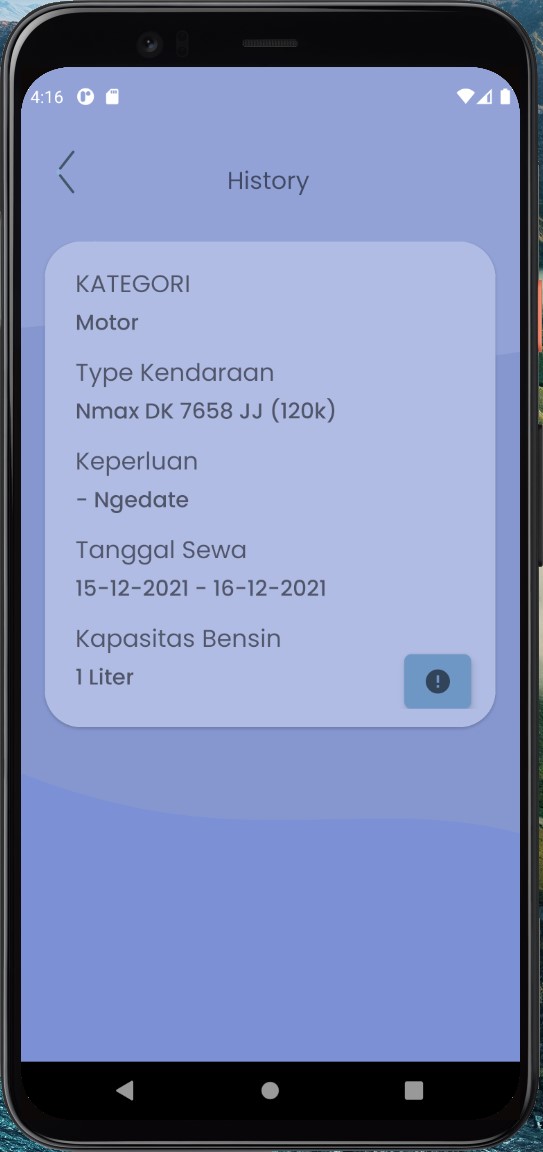 4:16
History
KATEGORI
Motor
Type Kendaraan
Nmax DK 7658 JJ (120k)
Keperluan
- Ngedate
Tanggal Sewa
15-12-2021 - 16-12-2021
Kapasitas Bensin
1 Liter